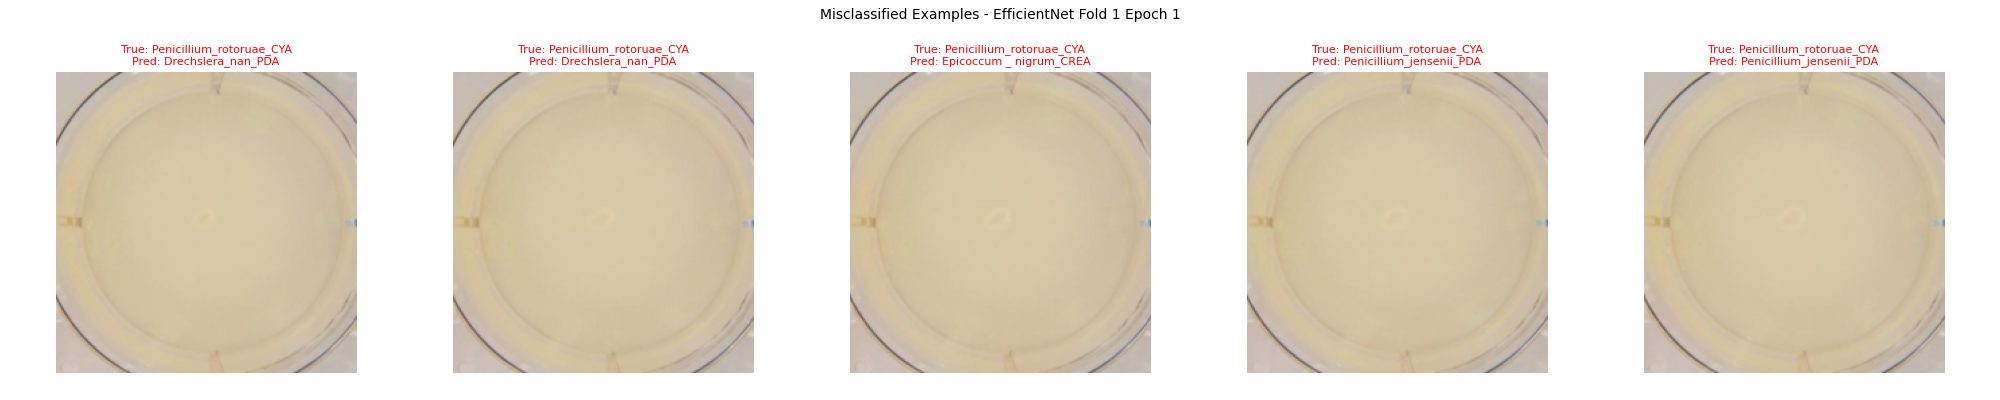 Misclassified Examples - EfficientNet Fold 1 Epoch 1
True: Penicillium_rotoruae_CYA
Pred: Drechslera_nan_PDA
True: Penicillium_rotoruae_CYA
Pred: Drechslera_nan_PDA
True: Penicillium_rotoruae_CYA
Pred: Epicoccum _ nigrum_CREA
True: Penicillium_rotoruae_CYA
Pred: Penicillium_jensenii_PDA
True: Penicillium_rotoruae_CYA
Pred: Penicillium_jensenii_PDA